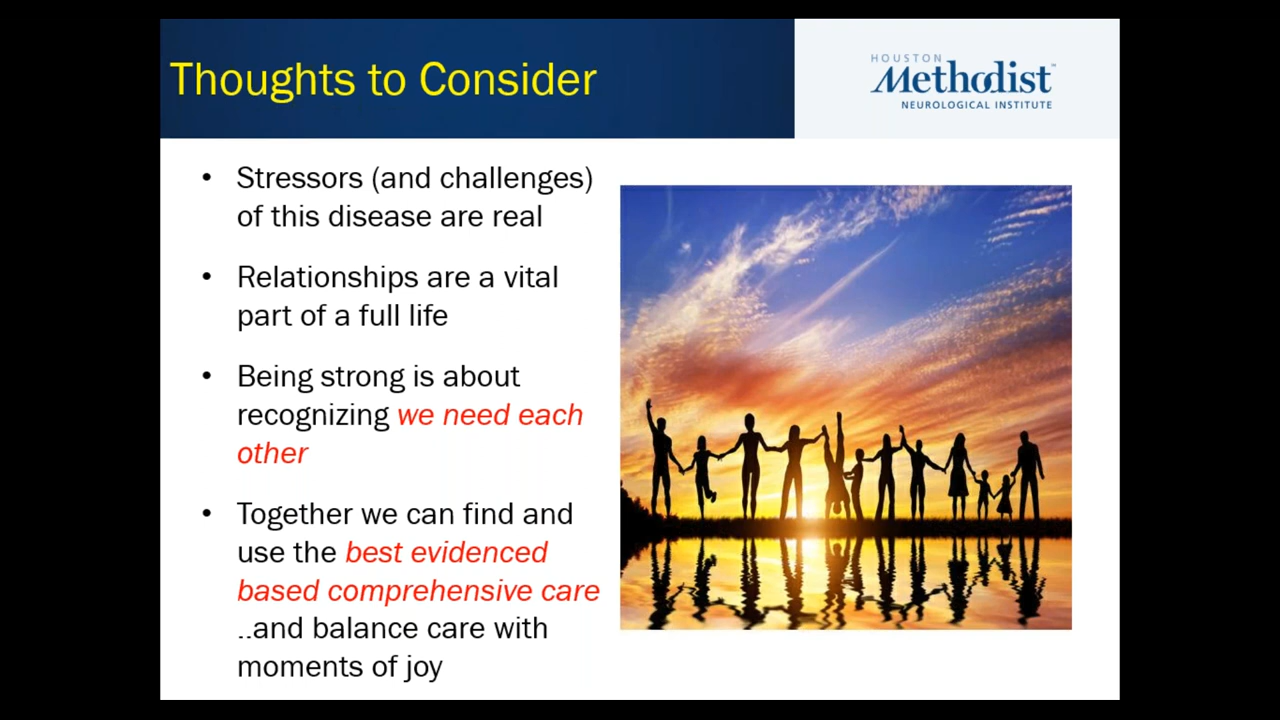 Thoughts to Consider
HOUSTON
Methodist™
NEUROLOGICAL INSTITUTE
• Stressors (and challenges)
of this disease are real
• Relationships are a vital
part of a full life
• Being strong is about
recognizing we need each
other
• Together we can find and
use the best evidenced
based comprehensive care
..and balance care with
moments of joy